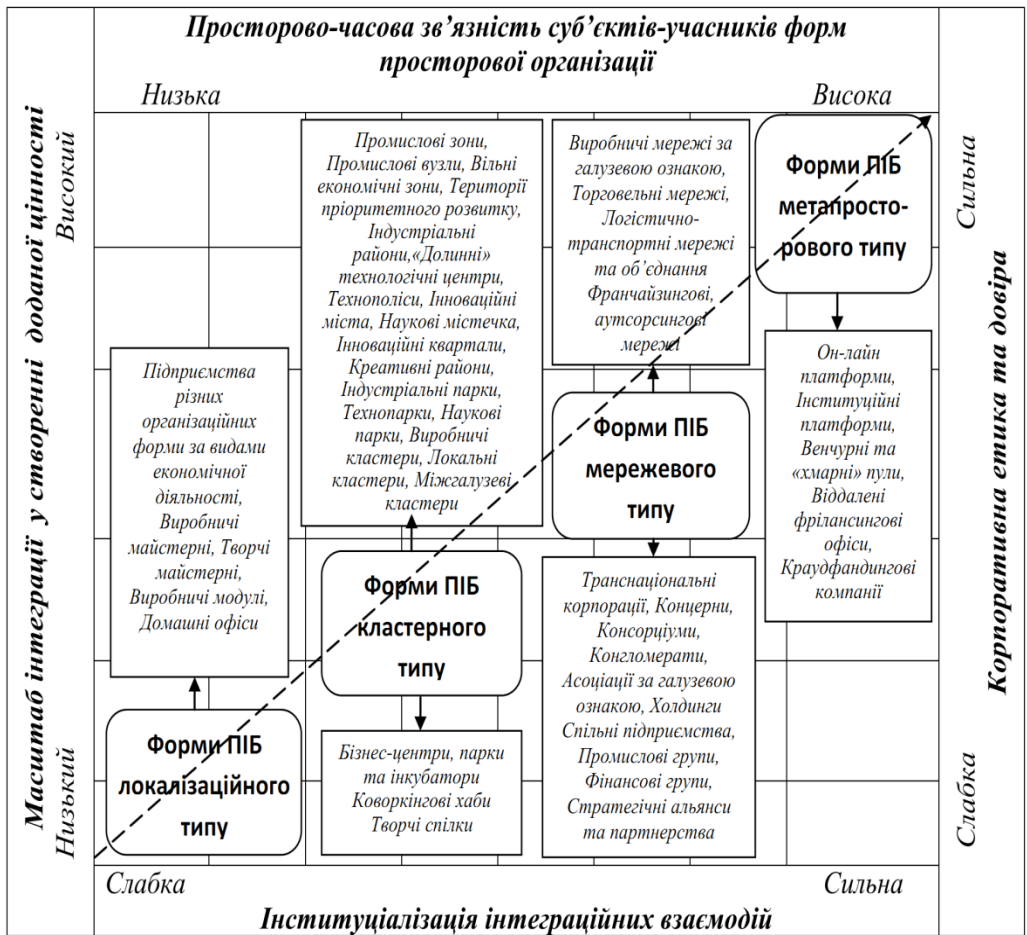 Просторово-часова зв’язність суб’єктів-учасників форм
просторової організації
Низька
Висока
Масштаб інтеграції у створенні доданої цінності
Високий
Низький
Корпоративна етика та довіра
Сильна
Слабка
Підприємства
різних
організаційних
форми за видами
економічної
діяльності,
Виробничі
майстерні, Творчі
майстерні,
Виробничі модулі,
Домашні офіси
Форми ПІБ
локалізаційного
типу
Промислові зони,
Промислові вузли, Вільні
економічні зони, Території
пріоритетного розвитку,
Індустріальні
райони,«Долинні»
технологічні центри,
Технополіси, Інноваційні
міста, Наукові містечка,
Інноваційні квартали,
Креативні райони,
Індустріальні парки,
Технопарки, Наукові
парки, Виробничі
кластери, Локальні
кластери, Міжгалузеві
кластери
Форми ПІБ
кластерного
типу
Бізнес-центри, парки
та інкубатори
Коворкінгові хаби
Творчі спілки
Виробничі мережі за
галузевою ознакою,
Торговельні мережі,
Логістично-
транспортні мережі
та об’єднання
Франчайзингові,
аутсорсингові
мережі
Форми ПІБ
мережевого
типу
Транснаціональні
корпорації, Концерни,
Консорціуми,
Конгломерати,
Асоціації за галузевою
ознакою, Холдинги
Спільні підприємства,
Промислові групи,
Фінансові групи,
Стратегічні альянси
та партнерства
Форми ПІБ
метапросто-
рового типу
Он-лайн
платформи,
Інституційні
платформи,
Венчурні та
«хмарні» пули,
Віддалені
фрілансингові
офіси,
Краудфандингові
компанії
Слабка
Сильна
Інституціалізація інтеграційних взаємодій